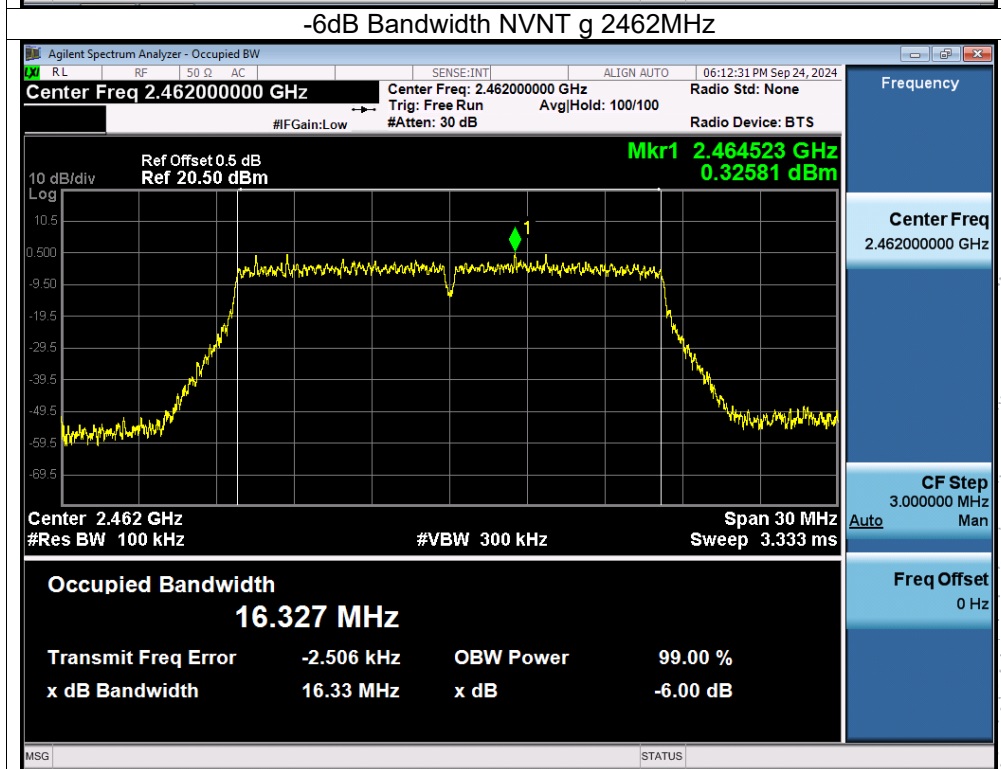 -6dB Bandwidth NVNT g 2462MHz
Agilent Spectrum Analyzer - Occupied BW
LXI RL RF 50 Ω AC SENSE:INT ALIGN AUTO 06:12:31 PM Sep 24, 2024
Center Freq 2.462000000 GHz
Center Freq: 2.462000000 GHz
Radio Std: None
Trig: Free Run Avg|Hold: 100/100
#IFGain:Low
#Atten: 30 dB
Radio Device: BTS
Mkr1 2.464523 GHz
0.32581 dBm
Ref Offset 0.5 dB
10 dB/div Ref 20.50 dBm
Log
10.5
0.500
-9.50
-19.5
-29.5
-39.5
-49.5
-59.5
-69.5
1
Center 2.462 GHz Span 30 MHz
#Res BW 100 kHz #VBW 300 kHz Sweep 3.333 ms
Occupied Bandwidth
16.327 MHz
Transmit Freq Error -2.506 kHz OBW Power 99.00 %
x dB Bandwidth 16.33 MHz x dB -6.00 dB
Frequency
Center Freq
2.462000000 GHz
CF Step
3.000000 MHz
Auto Man
Freq Offset
0 Hz
MSG STATUS